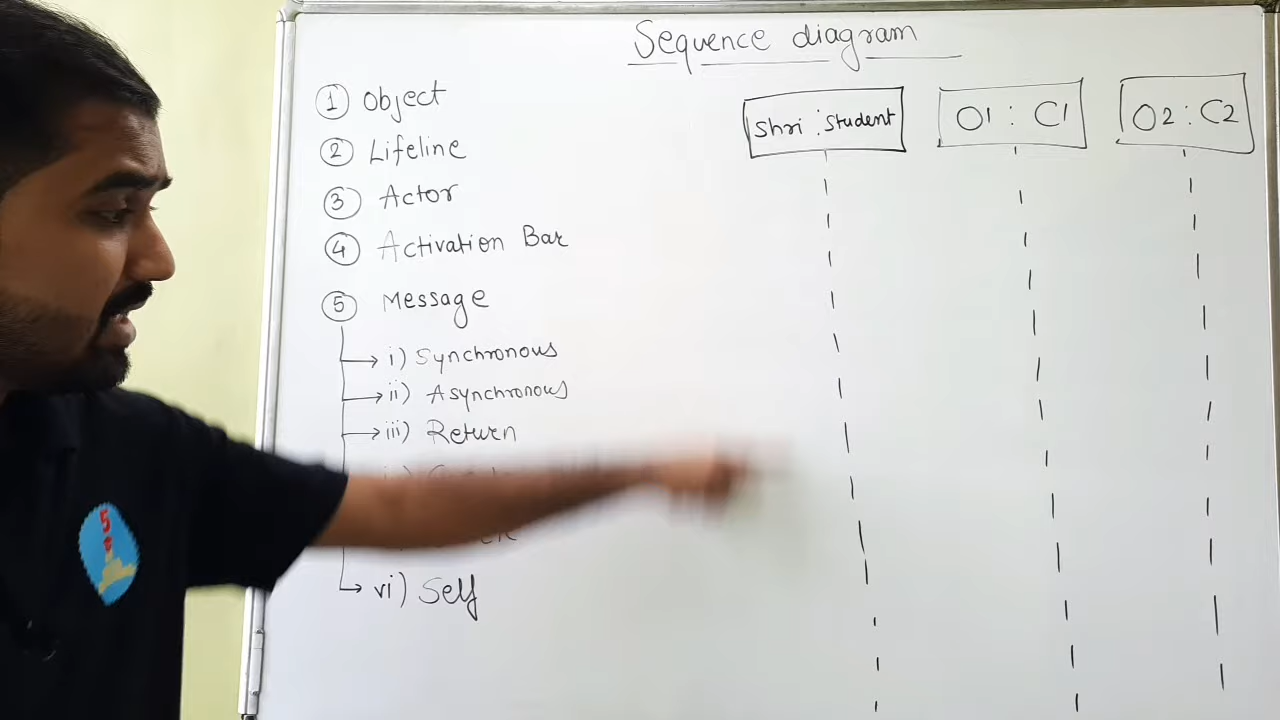 Sequence diagram
1 Object
2 Lifeline
3 Actor
4 Activation Bar
5 Message
i) Synchronous
ii) Asynchronous
iii) Return
vi) Self
Shri : Student
O1 : C1
O2 : C2
5